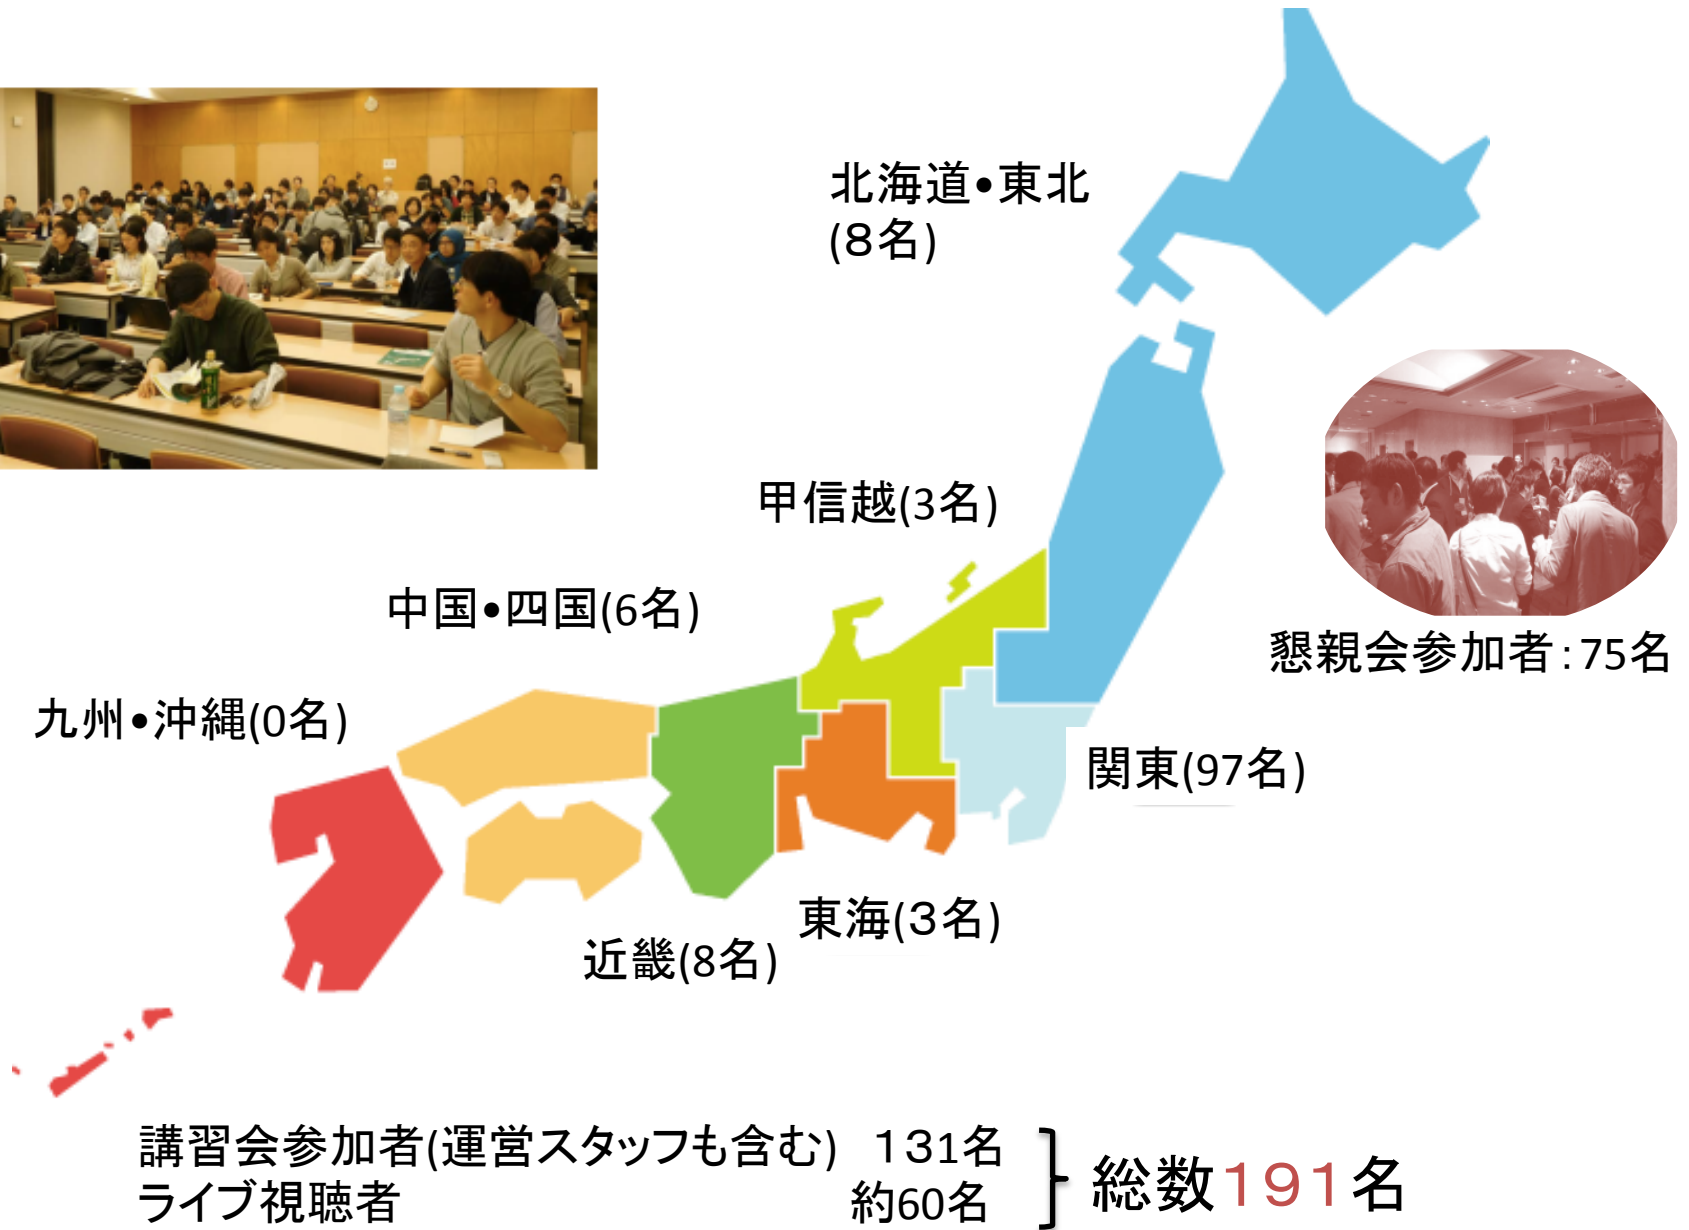 北海道•東北
(８名)
甲信越(3名)
中国•四国(6名)
懇親会参加者：75名
九州•沖縄(0名)
関東(97名)
東海(３名)
近畿(8名)
講習会参加者(運営スタッフも含む) １３1名
ライブ視聴者 約60名
総数１９１名